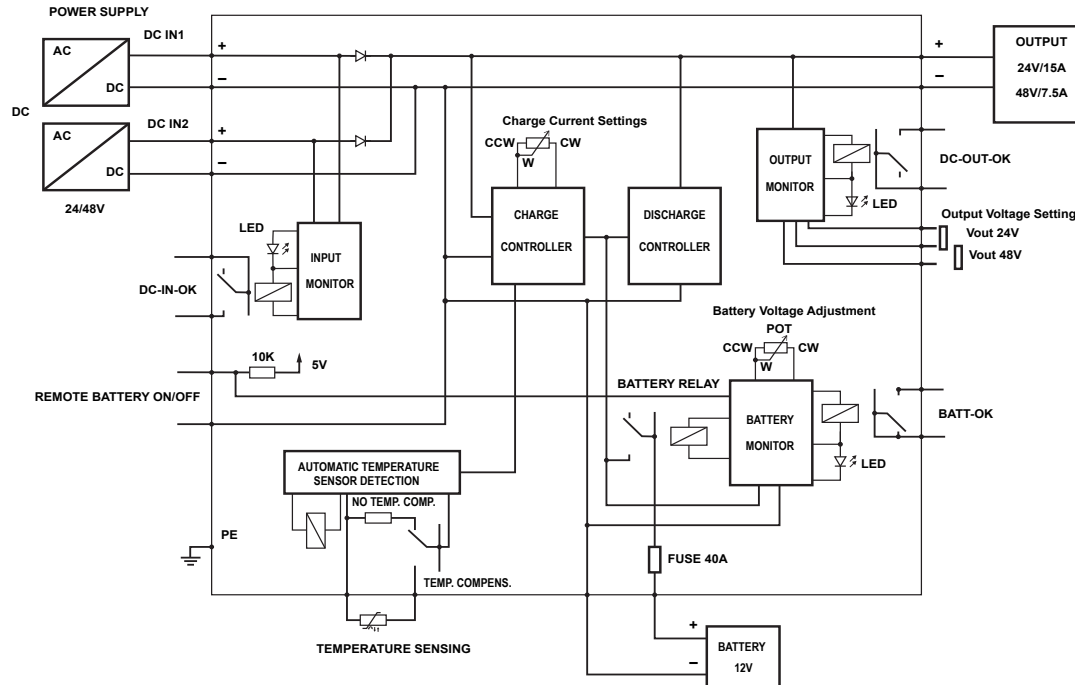 POWER SUPPLY
DC IN1
AC
DC
+
−
DC
DC IN2
AC
DC
+
−
24/48V
+
−
OUTPUT
24V/15A
48V/7.5A
Charge Current Settings
CCW
CW
W
CHARGE
CONTROLLER
DISCHARGE
CONTROLLER
OUTPUT
MONITOR
LED
DC-OUT-OK
Output Voltage Setting
Vout 24V
Vout 48V
LED
INPUT
MONITOR
DC-IN-OK
10K
5V
REMOTE BATTERY ON/OFF
Battery Voltage Adjustment
POT
CCW
CW
W
BATTERY RELAY
BATTERY
MONITOR
LED
BATT-OK
AUTOMATIC TEMPERATURE
SENSOR DETECTION
NO TEMP. COMP.
TEMP. COMPENS.
PE
FUSE 40A
TEMPERATURE SENSING
+
−
BATTERY
12V